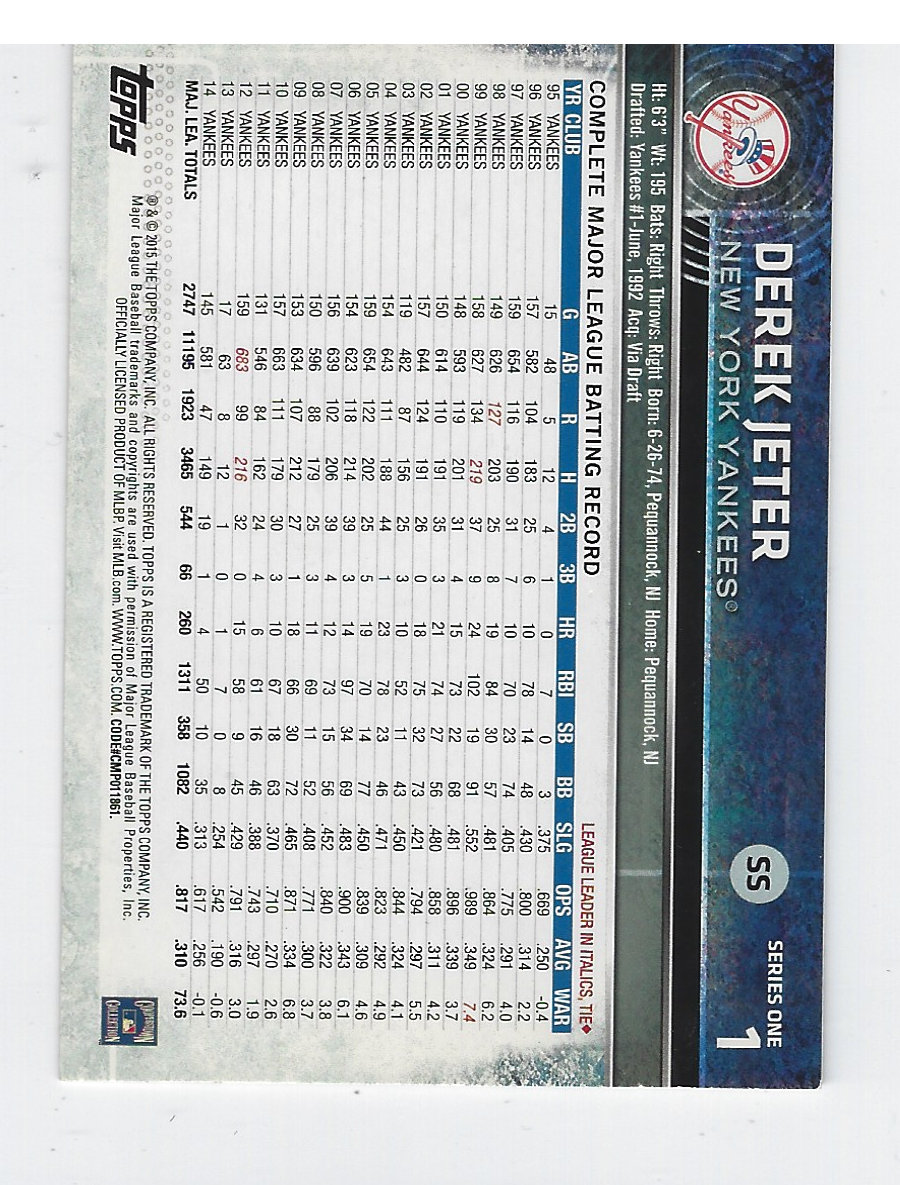 SERIES ONE
1
SS
DEREK JETER
NEW YORK YANKEES®
Yankees
Ht: 6'3" Wt: 195 Bats: Right Throws: Right Born: 6-26-74, Pequannock, NJ Home: Pequannock, NJ
Drafted: Yankees #1-June, 1992 Acq: Via Draft
COMPLETE MAJOR LEAGUE BATTING RECORD LEAGUE LEADER IN ITALICS, TIE♦
YR CLUB G AB R H 2B 3B HR RBI SB BB SLG OPS AVG WAR
95 YANKEES 15 48 5 12 4 1 0 7 0 3 .375 .669 .250 -0.4
96 YANKEES 157 582 104 183 25 6 10 78 14 48 .430 .800 .314 2.2
97 YANKEES 159 654 116 190 31 7 10 70 23 74 .405 .775 .291 4.0
98 YANKEES 149 626 127 203 25 8 19 84 30 57 .481 .864 .324 6.2
99 YANKEES 158 627 134 219 37 9 24 102 19 91 .552 .989 .349 7.4
00 YANKEES 148 593 119 201 31 4 15 73 22 68 .481 .896 .339 3.7
01 YANKEES 150 614 110 191 35 3 21 74 27 56 .480 .858 .311 4.2
02 YANKEES 157 644 124 191 26 0 18 75 32 73 .421 .794 .297 5.5
03 YANKEES 119 482 87 156 25 3 10 52 11 43 .450 .844 .324 4.1
04 YANKEES 154 643 111 188 44 1 23 78 23 46 .471 .823 .292 4.9
05 YANKEES 159 654 122 202 25 5 19 70 14 77 .450 .839 .309 4.6
06 YANKEES 154 623 118 214 39 3 14 97 34 69 .483 .900 .343 6.1
07 YANKEES 156 639 102 206 39 4 12 73 15 56 .452 .840 .322 3.8
08 YANKEES 150 596 88 179 25 3 11 69 11 52 .408 .771 .300 3.7
09 YANKEES 153 634 107 212 27 1 18 66 30 72 .465 .871 .334 6.8
10 YANKEES 157 663 111 179 30 3 10 67 18 63 .370 .710 .270 2.6
11 YANKEES 131 546 84 162 24 4 6 61 16 46 .388 .743 .297 1.9
12 YANKEES 159 683 99 216 32 0 15 58 9 45 .429 .791 .316 3.0
13 YANKEES 17 63 8 12 1 0 1 7 0 8 .254 .542 .190 -0.6
14 YANKEES 145 581 47 149 19 1 4 50 10 35 .313 .617 .256 -0.1
MAJ. LEA. TOTALS 2747 11195 1923 3465 544 66 260 1311 358 1082 .440 .817 .310 73.6
Topps
® & © 2015 THE TOPPS COMPANY, INC. ALL RIGHTS RESERVED. TOPPS IS A REGISTERED TRADEMARK OF THE TOPPS COMPANY, INC.
Major League Baseball trademarks and copyrights are used with permission of Major League Baseball Properties, Inc.
OFFICIALLY LICENSED PRODUCT OF MLBP. Visit MLB.com. WWW.TOPPS.COM. CODE#CMP011861.
COOPERSTOWN
COLLECTION